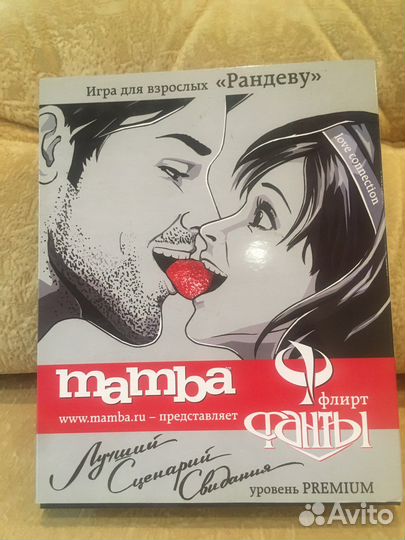 Игра для взрослых «Рандеву»
love connection
mamba
www.mamba.ru – представляет
флирт
фанты
Лучший
Сценарий
Свидания
уровень PREMIUM
Avito